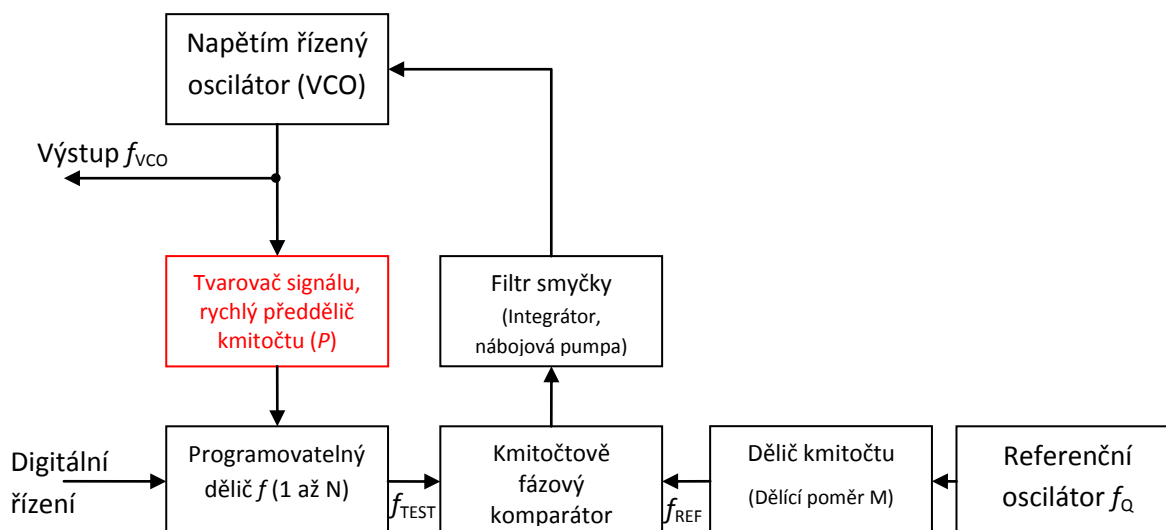 Napětím řízený
oscilátor (VCO)
Výstup fVCO
Tvarovač signálu,
rychlý předdělič
kmitočtu (P)
Filtr smyčky
(Integrátor,
nábojová pumpa)
Digitální
řízení
Programovatelný
dělič f (1 až N)
fTEST
Kmitočtově
fázový
komparátor
fREF
Dělič kmitočtu
(Dělící poměr M)
Referenční
oscilátor fQ